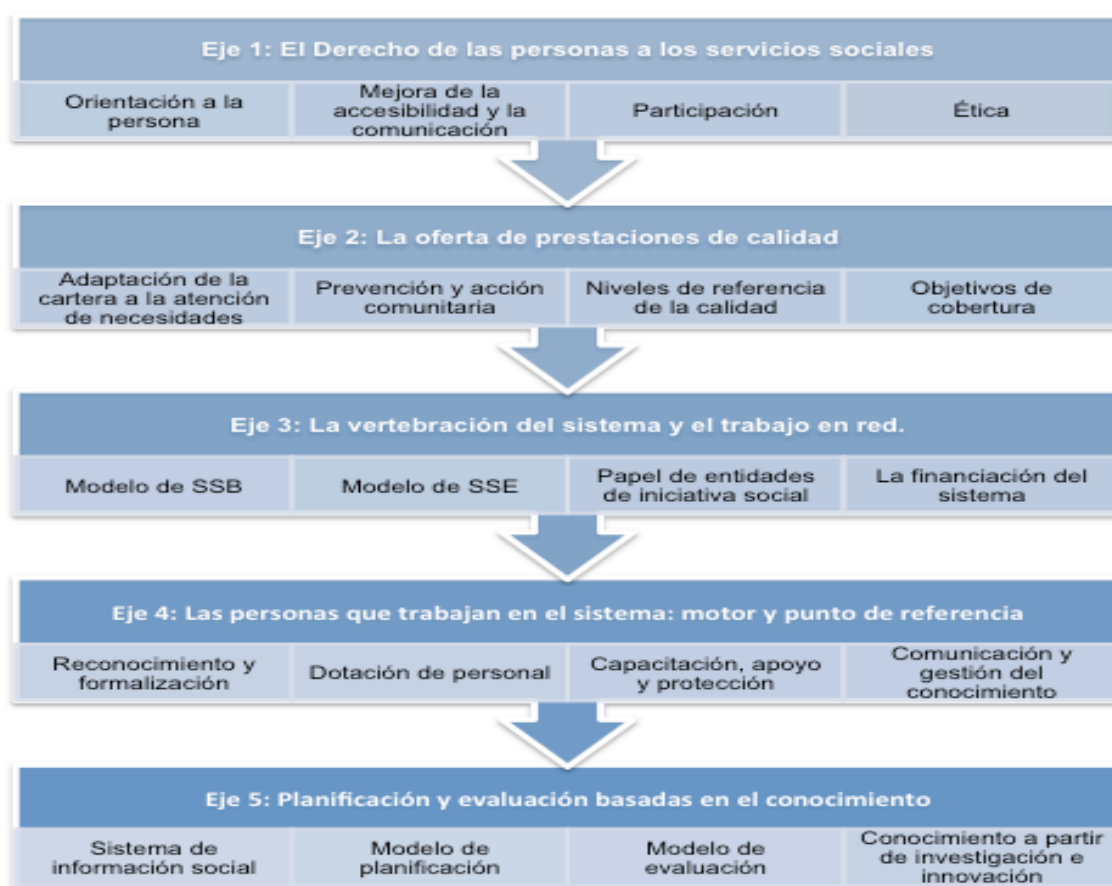 Eje 1: El Derecho de las personas a los servicios sociales
Orientación a la
persona
Mejora de la
accesibilidad y la
comunicación
Participación
Ética
Eje 2: La oferta de prestaciones de calidad
Adaptación de la
cartera a la atención
de necesidades
Prevención y acción
comunitaria
Niveles de referencia
de la calidad
Objetivos de
cobertura
Eje 3: La vertebración del sistema y el trabajo en red.
Modelo de SSB
Modelo de SSE
Papel de entidades
de iniciativa social
La financiación del
sistema
Eje 4: Las personas que trabajan en el sistema: motor y punto de referencia
Reconocimiento y
formalización
Dotación de personal
Capacitación, apoyo
y protección
Comunicación y
gestión del
conocimiento
Eje 5: Planificación y evaluación basadas en el conocimiento
Sistema de
información social
Modelo de
planificación
Modelo de
evaluación
Conocimiento a partir
de investigación e
innovación